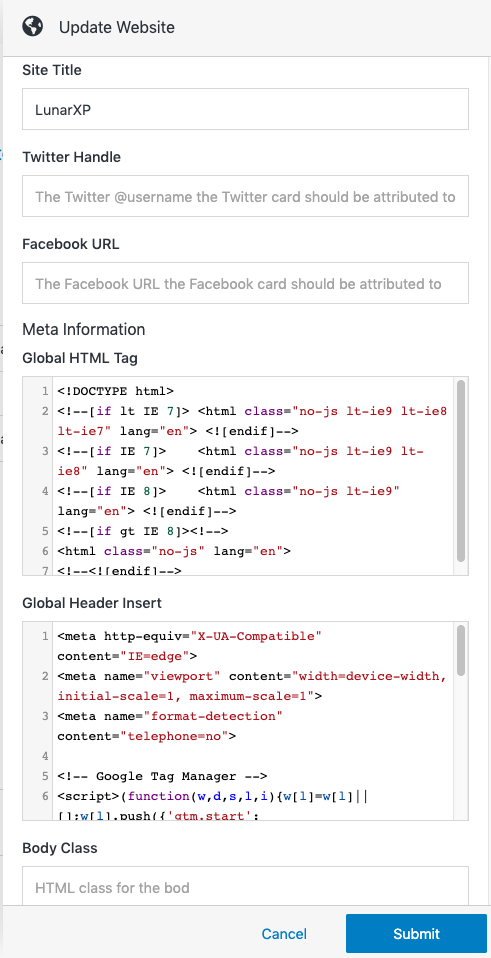 Update Website
Site Title
LunarXP
Twitter Handle
The Twitter @username the Twitter card should be attributed to
Facebook URL
The Facebook URL the Facebook card should be attributed to
Meta Information
Global HTML Tag
1 <!DOCTYPE html>
2 <!--[if lt IE 7]> <html class="no-js lt-ie9 lt-ie8
lt-ie7" lang="en"> <![endif]-->
3 <!--[if IE 7]>    <html class="no-js lt-ie9 lt-
ie8" lang="en"> <![endif]-->
4 <!--[if IE 8]>    <html class="no-js lt-ie9"
lang="en"> <![endif]-->
5 <!--[if gt IE 8]><!-->
6 <html class="no-js" lang="en">
7 <!--<![endif]-->
Global Header Insert
1 <meta http-equiv="X-UA-Compatible"
content="IE=edge">
2 <meta name="viewport" content="width=device-width,
initial-scale=1, maximum-scale=1">
3 <meta name="format-detection"
content="telephone=no">
4
5 <!-- Google Tag Manager -->
6 <script>(function(w,d,s,l,i){w[l]=w[l]||
[];w[l].push({'gtm.start':
Body Class
HTML class for the bod
Cancel
Submit